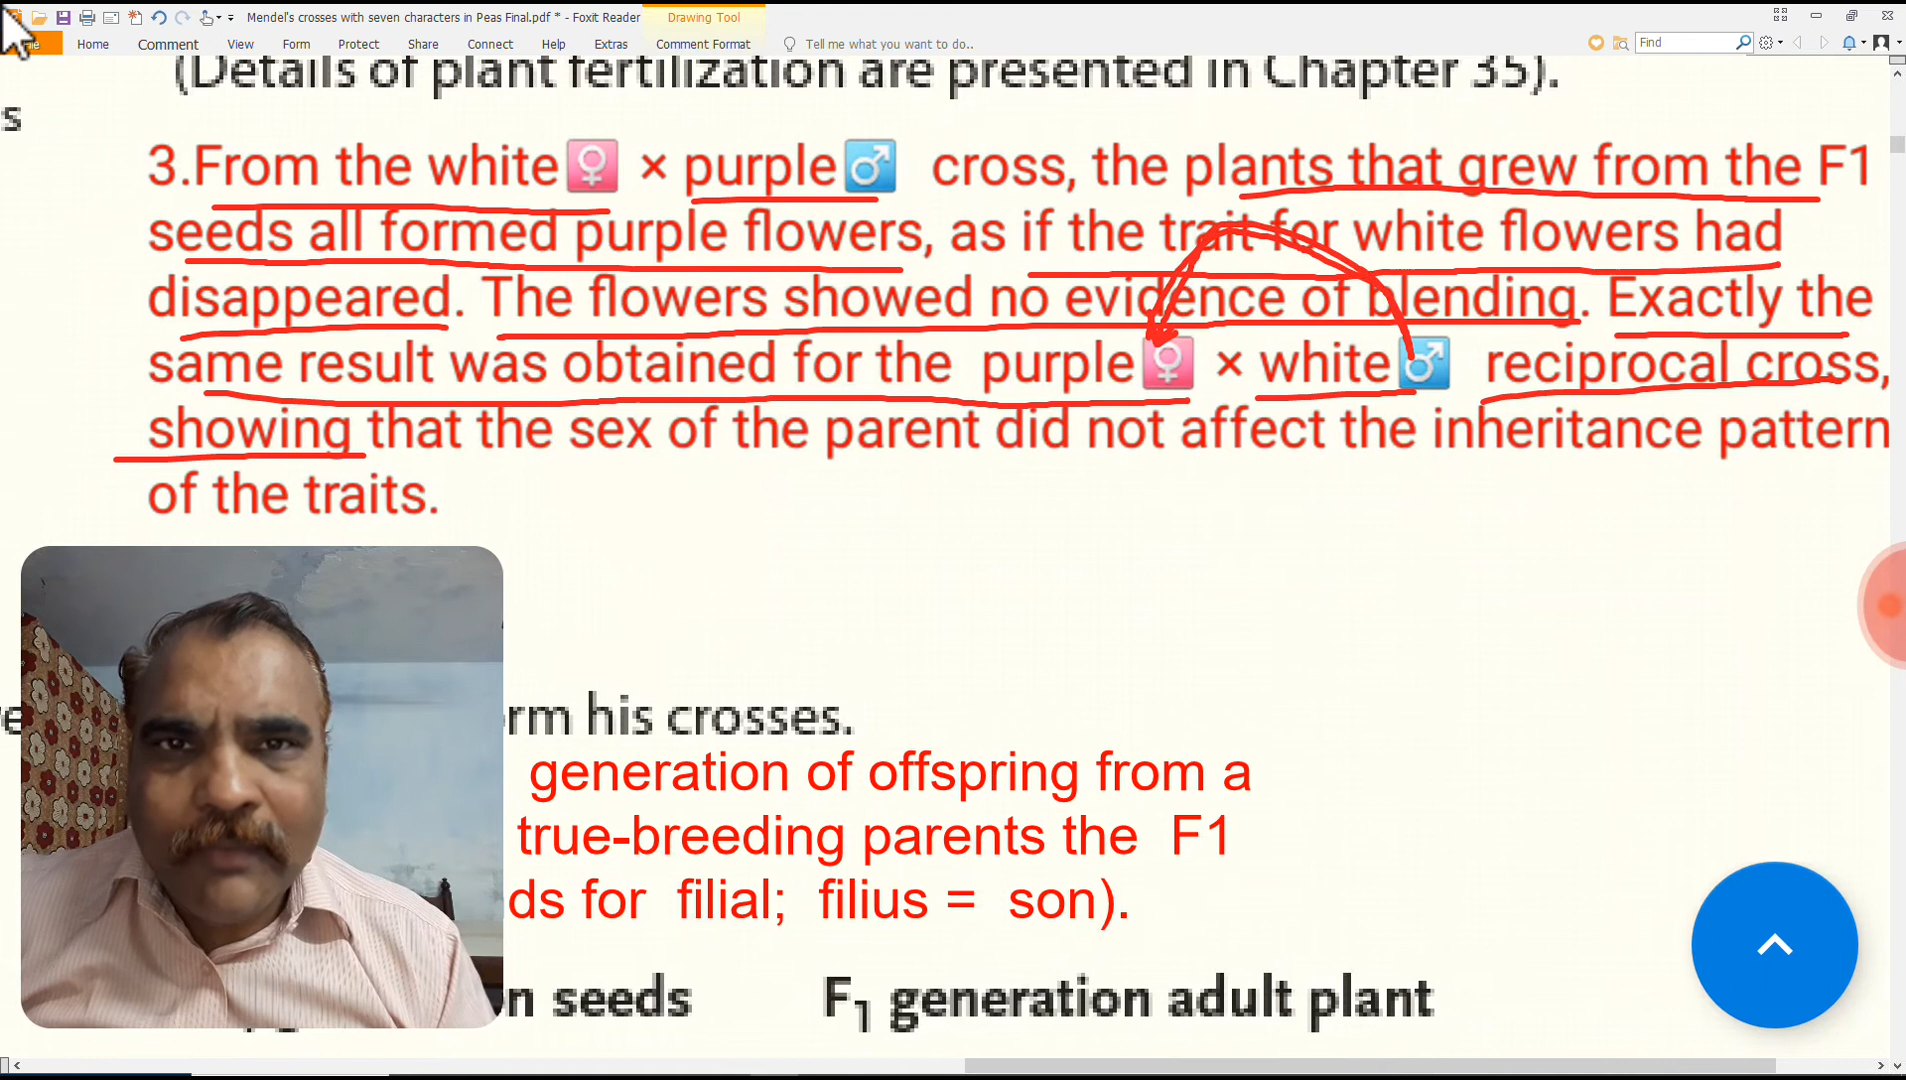 Mendel's crosses with seven characters in Peas Final.pdf * - Foxit Reader
Drawing Tool
Home Comment View Form Protect Share Connect Help Extras Comment Format Tell me what you want to do.. Find
(Details of plant fertilization are presented in Chapter 35).
s
3.From the white♀ × purple♂ cross, the plants that grew from the F1
seeds all formed purple flowers, as if the trait for white flowers had
disappeared. The flowers showed no evidence of blending. Exactly the
same result was obtained for the purple♀ × white♂ reciprocal cross,
showing that the sex of the parent did not affect the inheritance pattern
of the traits.
rm his crosses.
generation of offspring from a
true-breeding parents the F1
ds for filial; filius = son).
n seeds F1 generation adult plant